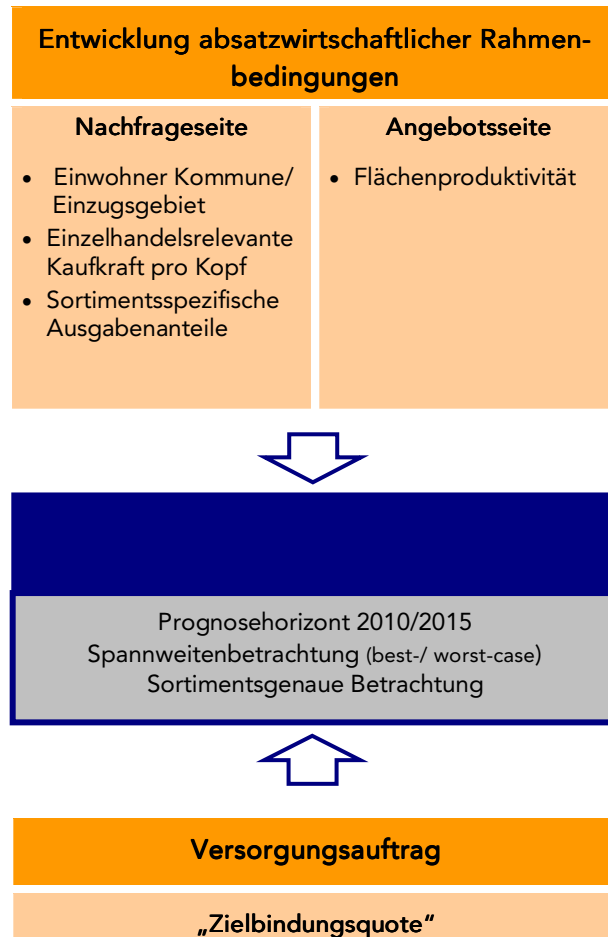 Entwicklung absatzwirtschaftlicher Rahmen-
bedingungen
Nachfrageseite
• Einwohner Kommune/
Einzugsgebiet
• Einzelhandelsrelevante
Kaufkraft pro Kopf
• Sortimentsspezifische
Ausgabenanteile
Angebotsseite
• Flächenproduktivität
Prognosehorizont 2010/2015
Spannweitenbetrachtung (best-/ worst-case)
Sortimentsgenaue Betrachtung
Versorgungsauftrag
„Zielbindungsquote“